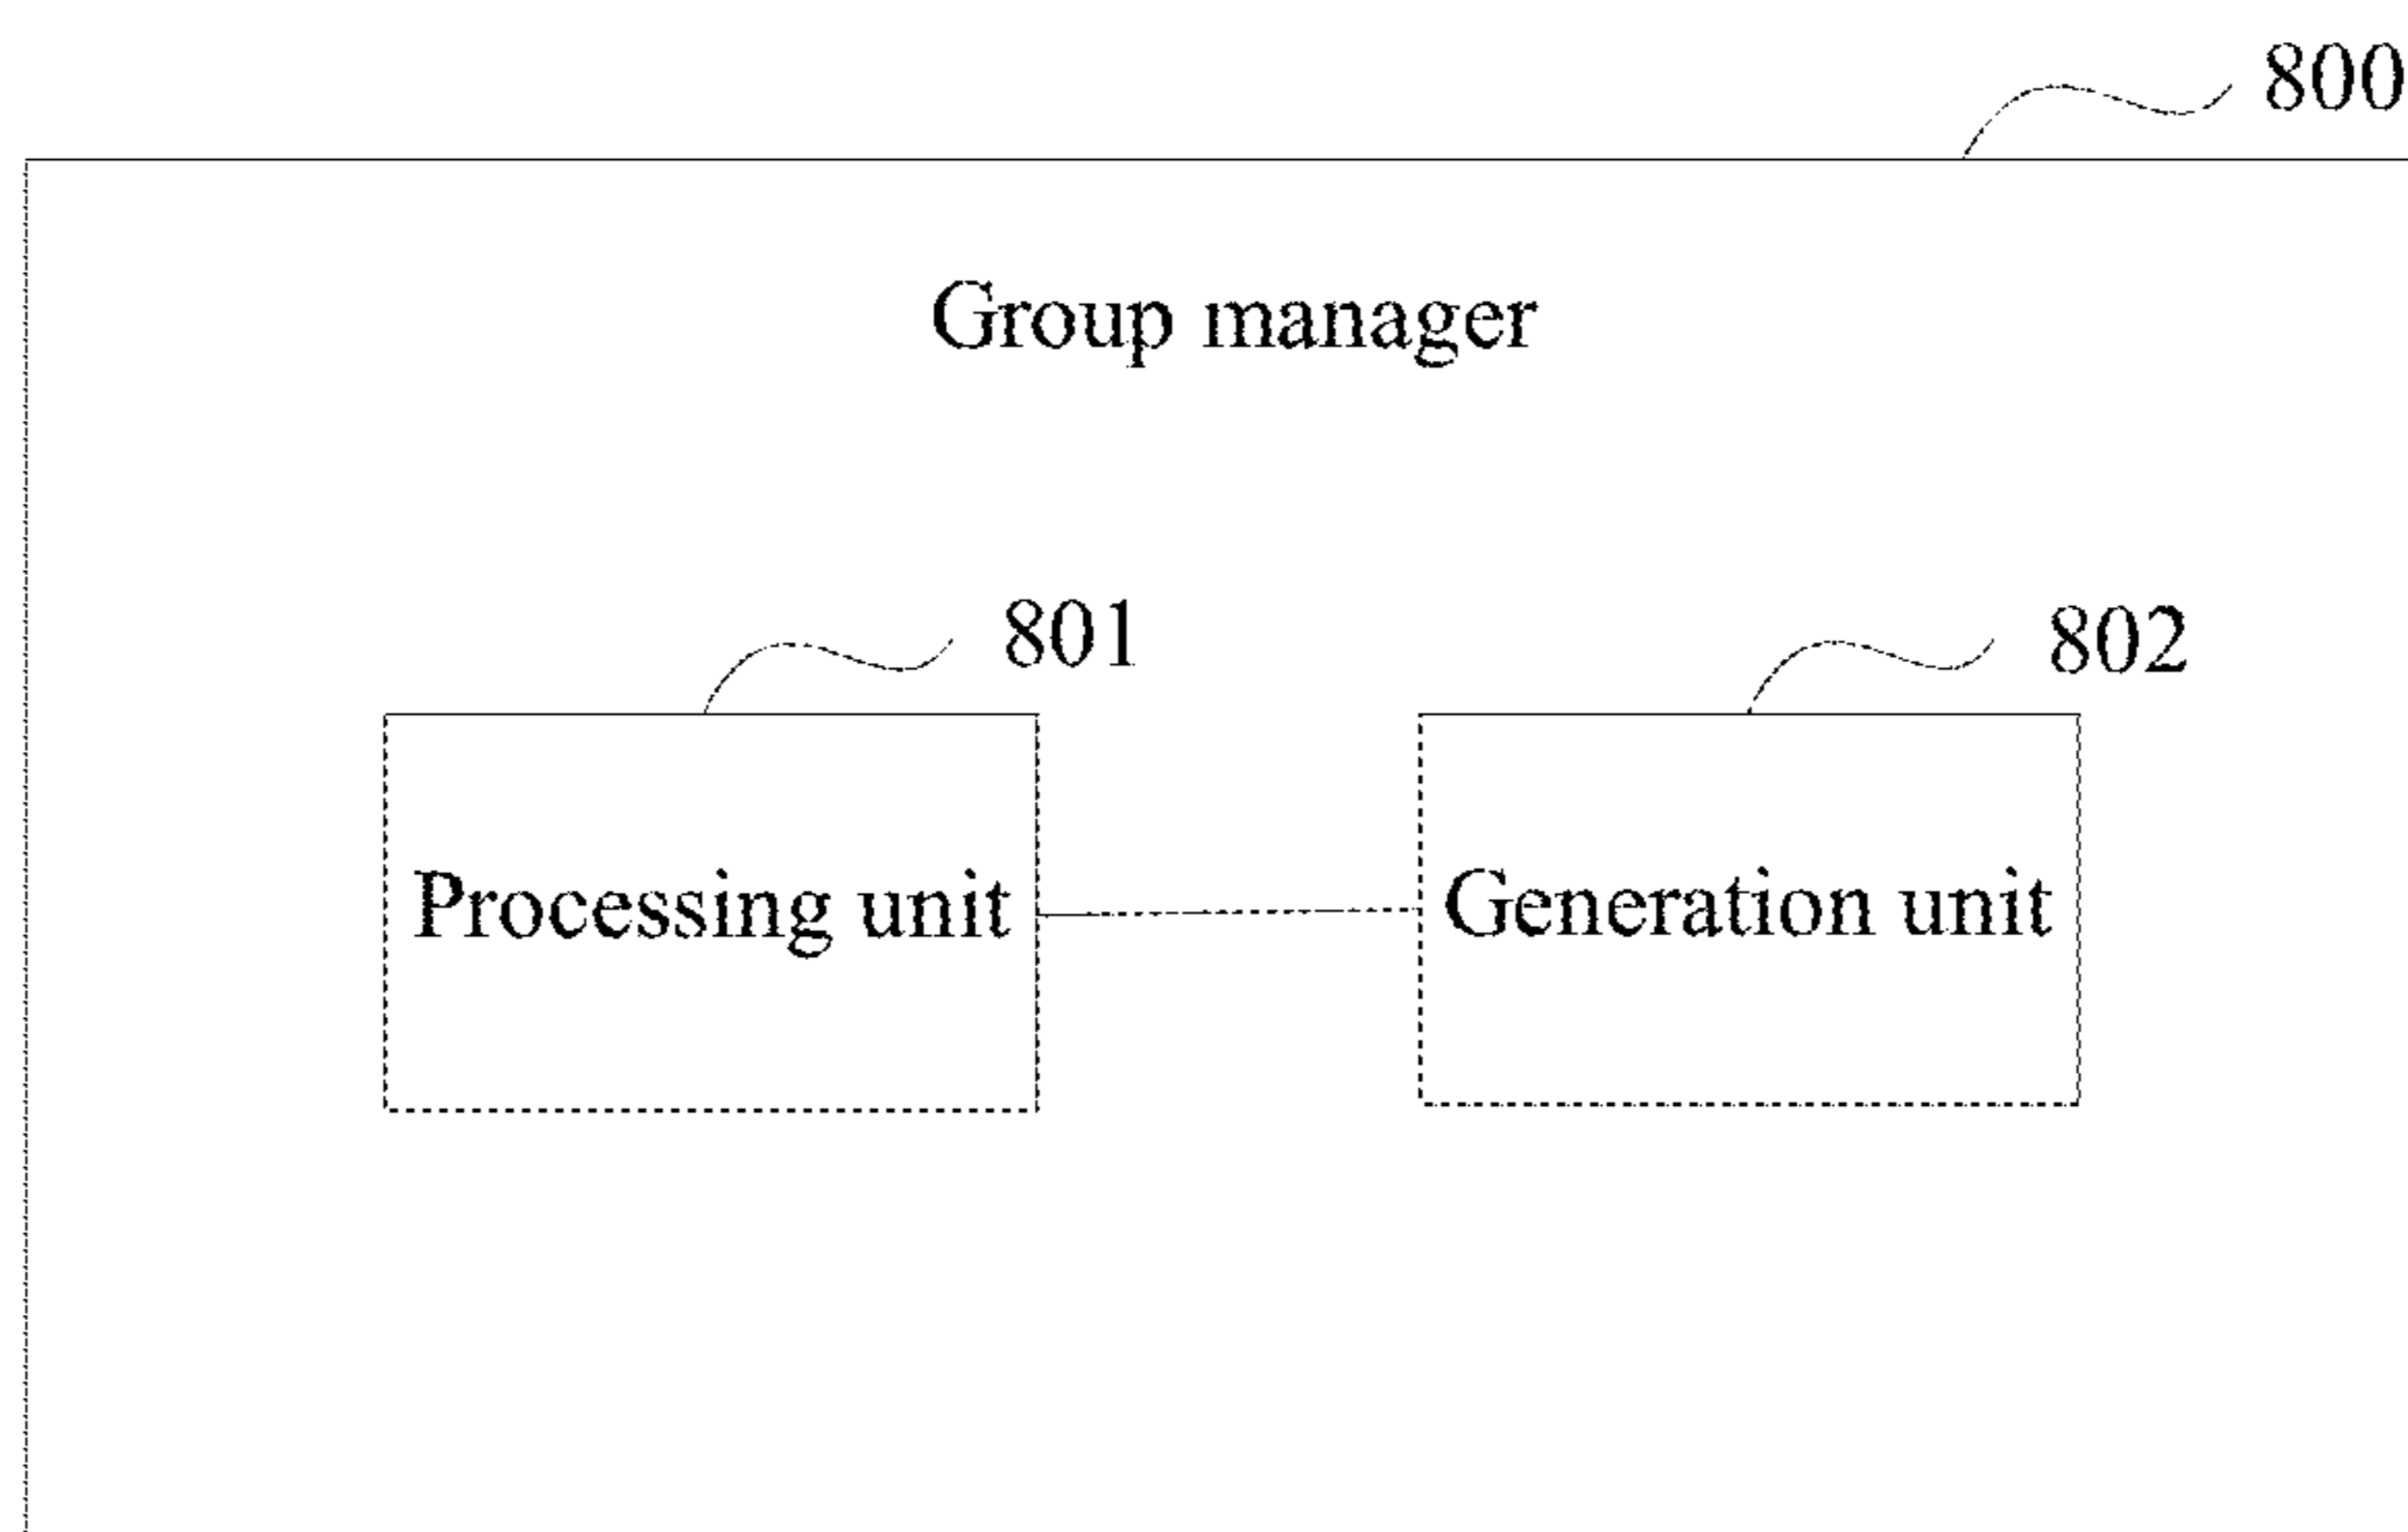 800
Group manager
801
802
Processing unit
Generation unit